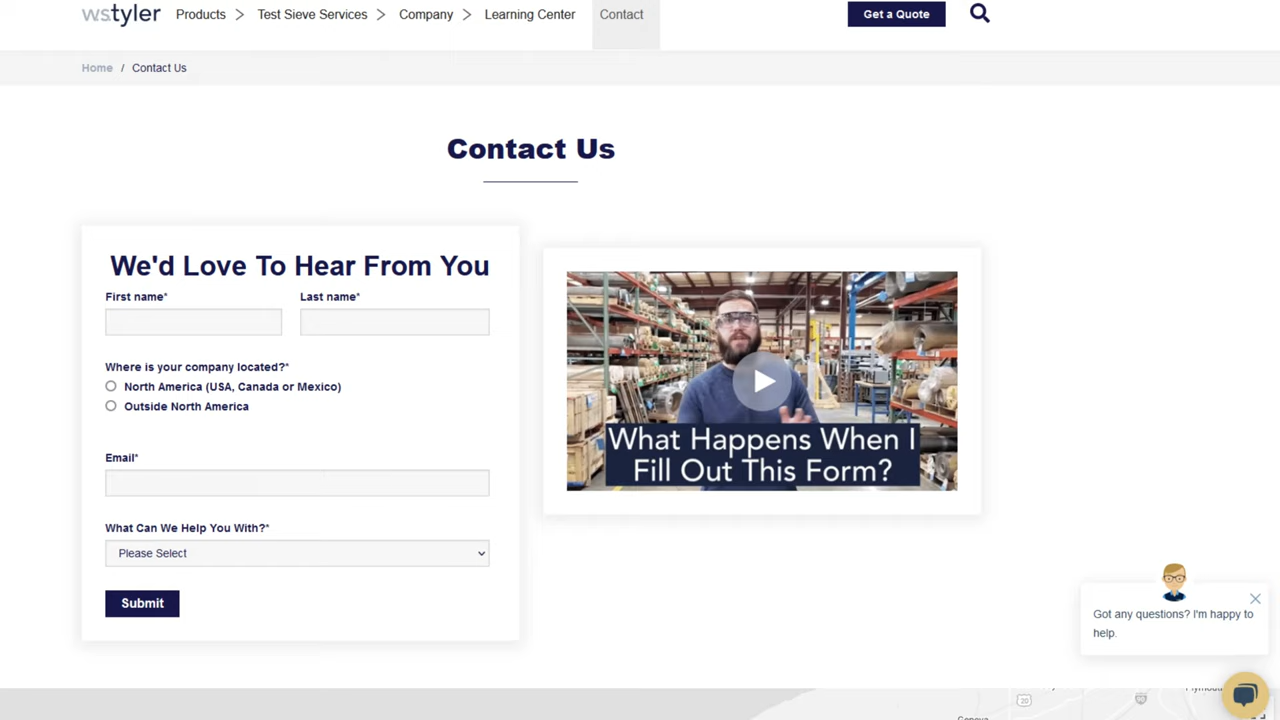 wstyler
Products
Test Sieve Services
Company
Learning Center
Contact
Get a Quote
Home / Contact Us
Contact Us
We'd Love To Hear From You
First name*
Last name*
Where is your company located?*
North America (USA, Canada or Mexico)
Outside North America
Email*
What Can We Help You With?*
Please Select
Submit
What Happens When I
Fill Out This Form?
Got any questions? I'm happy to
help.
20
Geneva